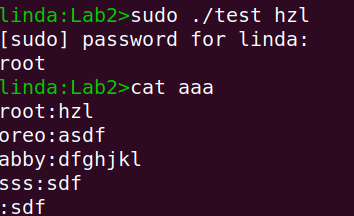 linda:Lab2>sudo ./test hzl
[sudo] password for linda:
root
linda:Lab2>cat aaa
root:hzl
oreo:asdf
abby:dfghjkl
sss:sdf
:sdf